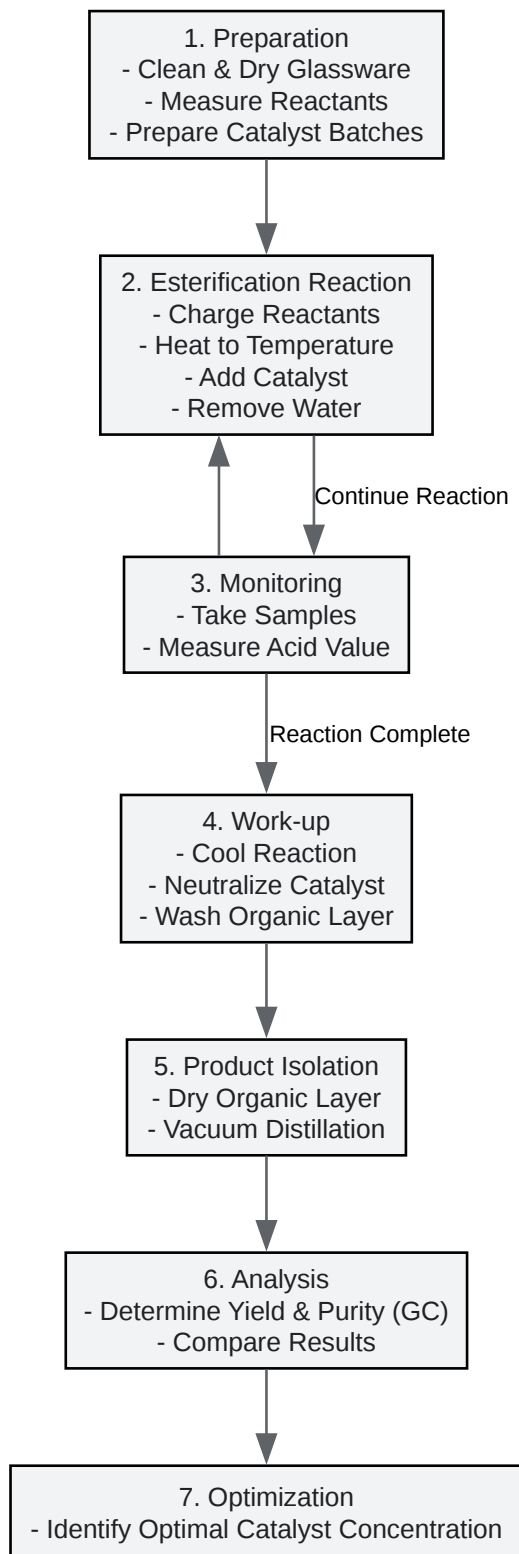 1. Preparation
- Clean & Dry Glassware
- Measure Reactants
- Prepare Catalyst Batches
2. Esterification Reaction
- Charge Reactants
- Heat to Temperature
- Add Catalyst
- Remove Water
Continue Reaction
3. Monitoring
- Take Samples
- Measure Acid Value
Reaction Complete
4. Work-up
- Cool Reaction
- Neutralize Catalyst
- Wash Organic Layer
5. Product Isolation
- Dry Organic Layer
- Vacuum Distillation
6. Analysis
- Determine Yield & Purity (GC)
- Compare Results
7. Optimization
- Identify Optimal Catalyst Concentration